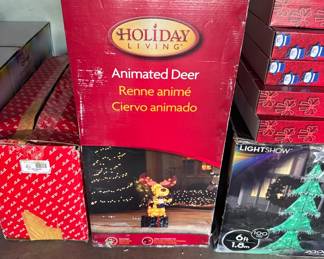 HOLIDAY
LIVING
Animated Deer
Renne animé
Ciervo animado
LIGHTSHOW
6ft
1.8m